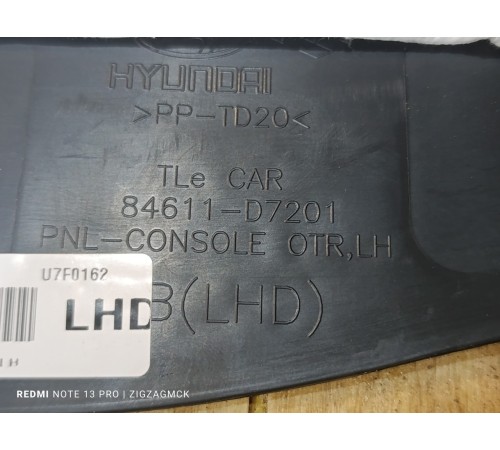 HYUNDAI
>PP-TD20<
TLe CAR
84611-D7201
PNL-CONSOLE OTR,LH
U7F0162
LHD
B(LHD)
LH
REDMI NOTE 13 PRO | ZIGZAGMCK